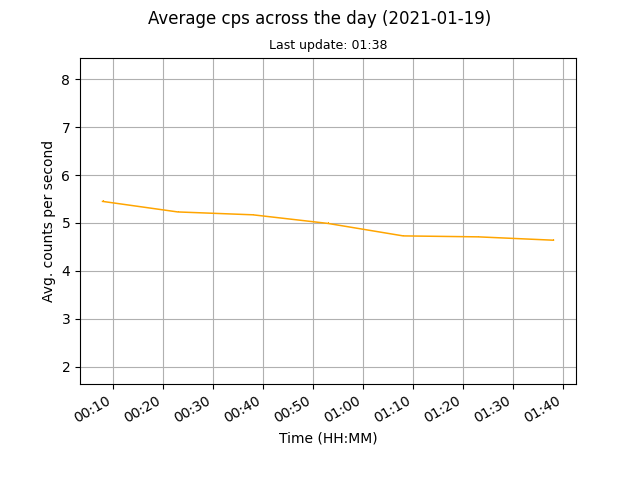 Average cps across the day (2021-01-19)
Last update: 01:38
8
7
6
5
4
3
2
Avg. counts per second
00:10 00:20 00:30 00:40 00:50 01:00 01:10 01:20 01:30 01:40
Time (HH:MM)